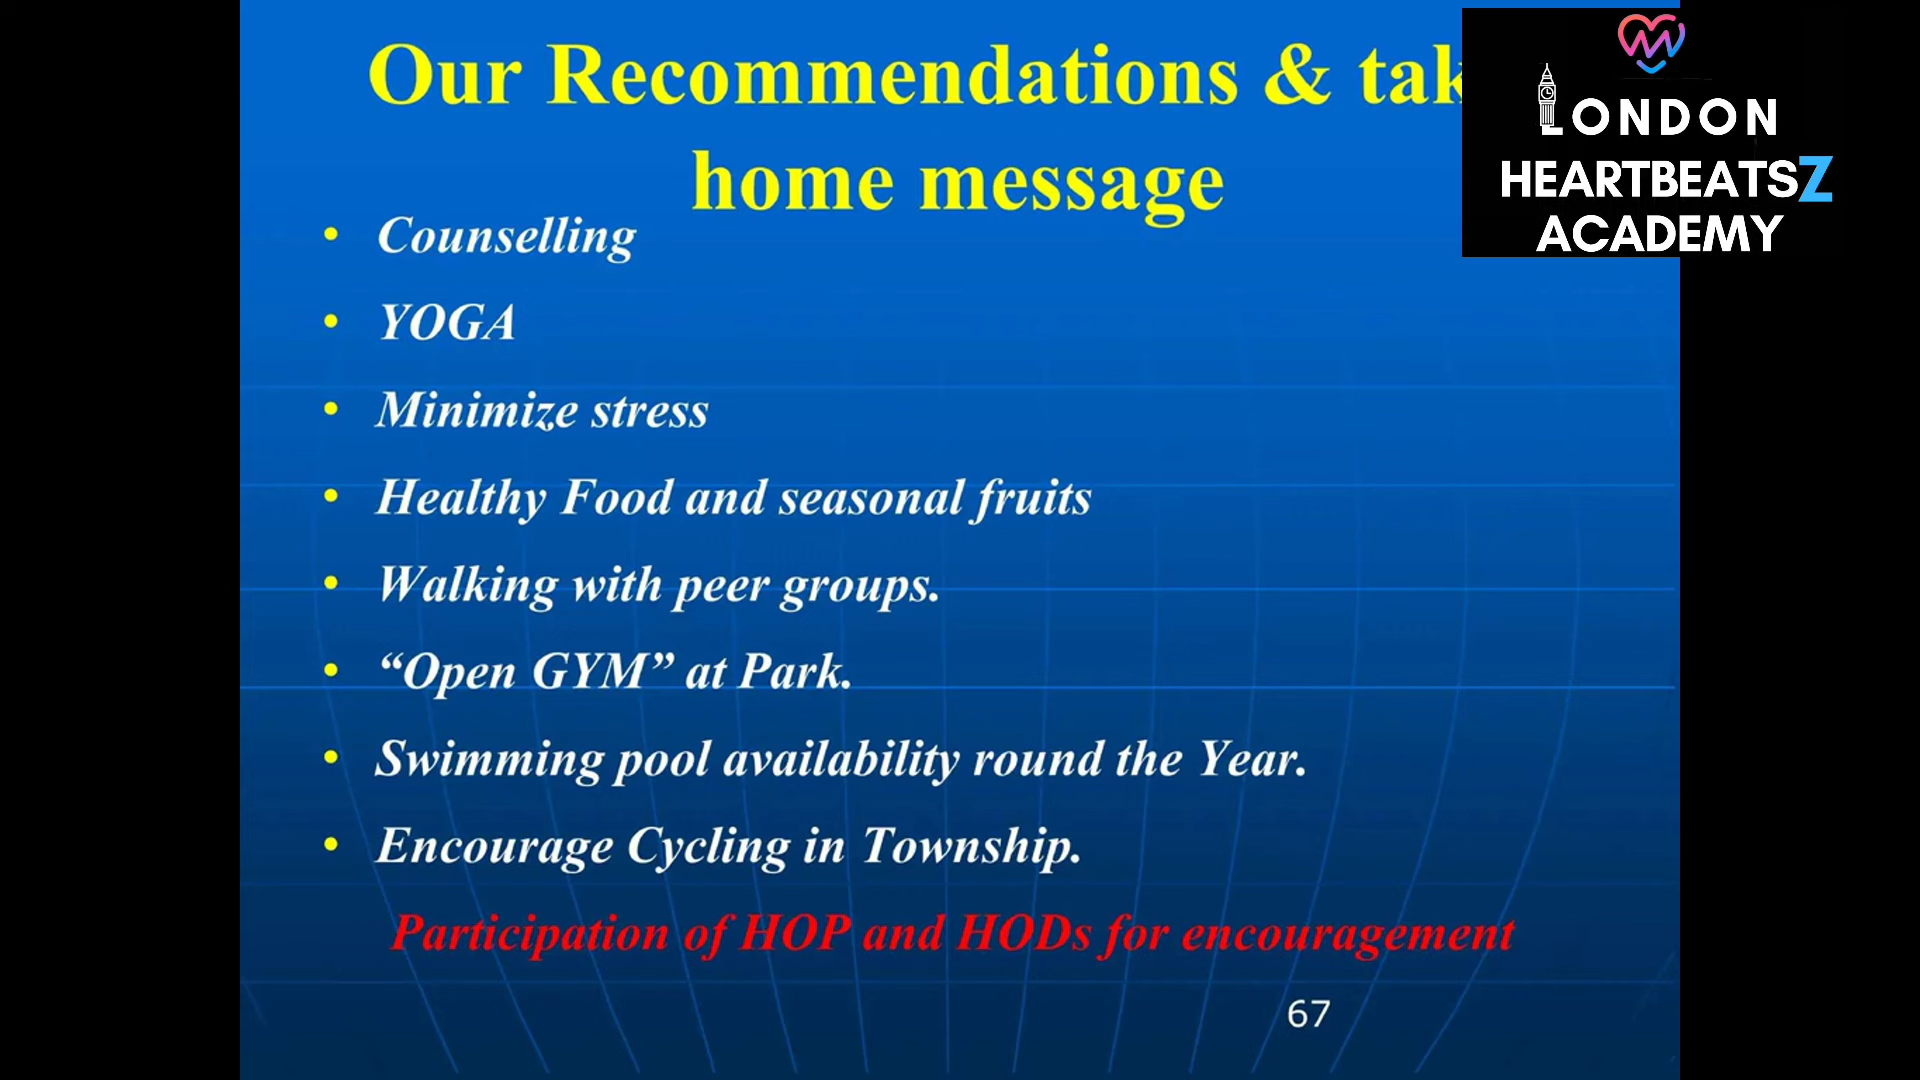 Our Recommendations & tak
home message
• Counselling
• YOGA
• Minimize stress
• Healthy Food and seasonal fruits
• Walking with peer groups.
• “Open GYM” at Park.
• Swimming pool availability round the Year.
• Encourage Cycling in Township.
Participation of HOP and HODs for encouragement
67
LONDON
HEARTBEATSZ
ACADEMY